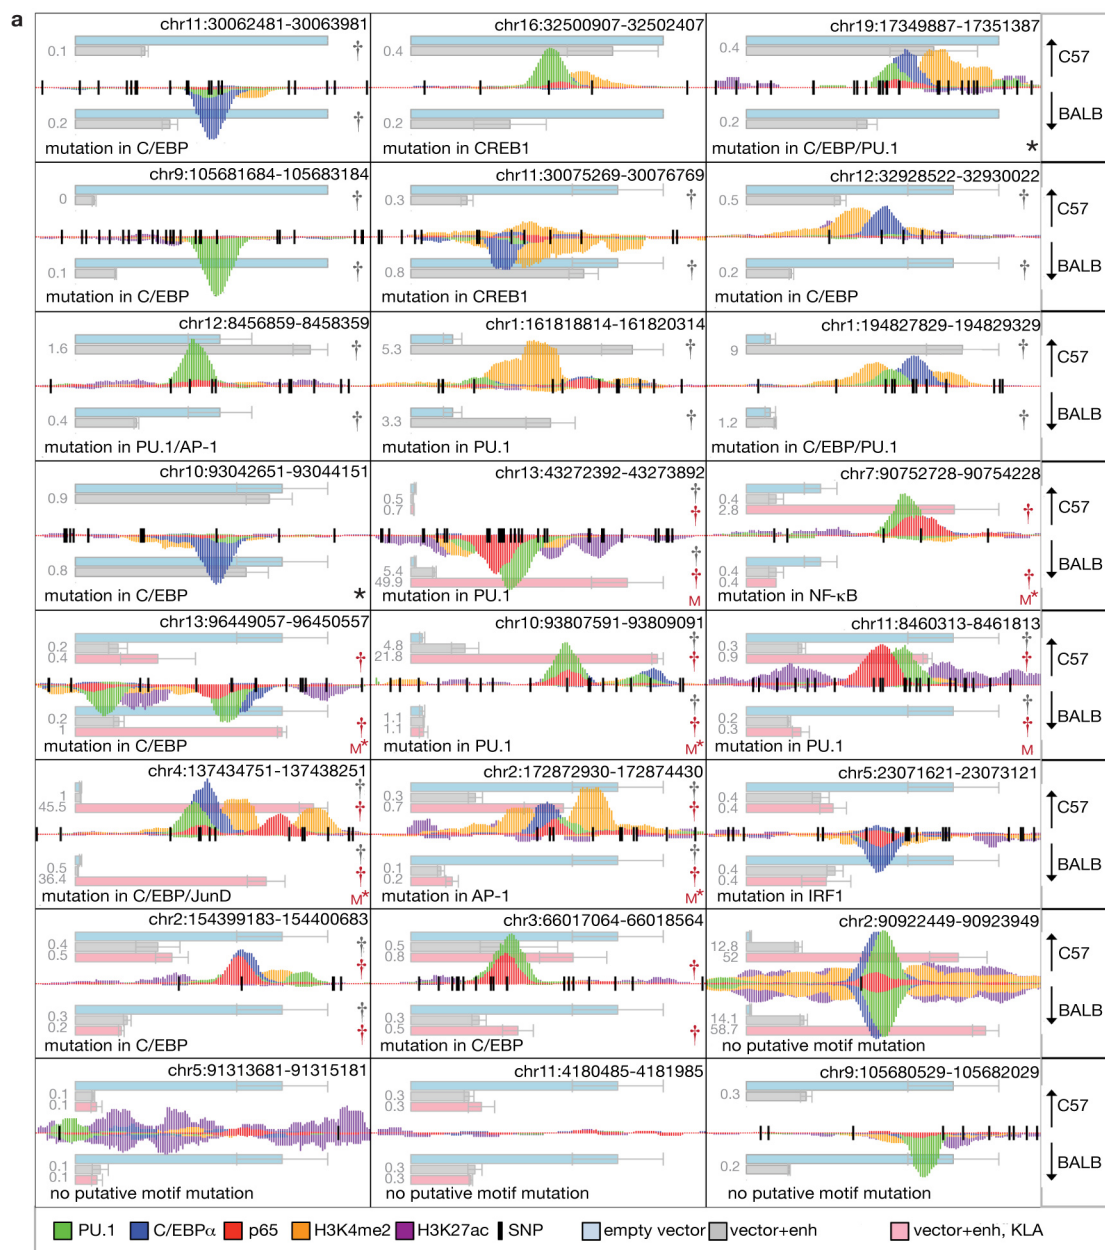 a
chr11:30062481-30063981
0.1
†
0.2
†
mutation in C/EBP
chr16:32500907-32502407
0.4
0.2
mutation in CREB1
chr19:17349887-17351387
0.4
0.2
mutation in C/EBP/PU.1
*
C57
BALB
chr9:105681684-105683184
0
†
0.1
†
mutation in C/EBP
chr11:30075269-30076769
0.3
†
0.8
†
mutation in CREB1
chr12:32928522-32930022
0.5
†
0.2
†
mutation in C/EBP
C57
BALB
chr12:8456859-8458359
1.6
†
0.4
†
mutation in PU.1/AP-1
chr1:161818814-161820314
5.3
†
3.3
†
mutation in PU.1
chr1:194827829-194829329
9
†
1.2
†
mutation in C/EBP/PU.1
C57
BALB
chr10:93042651-93044151
0.9
0.8
mutation in C/EBP
*
chr13:43272392-43273892
0.5
†
0.7
†
5.4
†
49.9
†
mutation in PU.1
M
chr7:90752728-90754228
0.4
2.8
†
0.4
0.4
†
mutation in NF-κB
M*
C57
BALB
chr13:96449057-96450557
0.2
0.4
†
0.2
1
†
mutation in C/EBP
M*
chr10:93807591-93809091
4.8
†
21.8
†
1.1
†
1.1
†
mutation in PU.1
M*
chr11:8460313-8461813
0.3
†
0.9
†
0.2
†
0.3
†
mutation in PU.1
M
C57
BALB
chr4:137434751-137438251
1
†
45.5
†
0.5
†
36.4
†
mutation in C/EBP/JunD
M*
chr2:172872930-172874430
0.3
†
0.7
†
0.1
†
0.2
†
mutation in AP-1
M*
chr5:23071621-23073121
0.4
0.4
0.4
0.4
mutation in IRF1
C57
BALB
chr2:154399183-154400683
0.4
†
0.5
†
0.3
†
0.2
†
mutation in C/EBP
chr3:66017064-66018564
0.5
0.8
†
0.3
0.5
†
mutation in C/EBP
chr2:90922449-90923949
12.8
52
14.1
58.7
no putative motif mutation
C57
BALB
chr5:91313681-91315181
0.1
0.1
0.1
0.1
no putative motif mutation
chr11:4180485-4181985
0.3
0.3
0.3
0.3
no putative motif mutation
chr9:105680529-105682029
0.3
0.2
no putative motif mutation
C57
BALB
PU.1 C/EBPα p65 H3K4me2 H3K27ac SNP empty vector vector+enh vector+enh, KLA